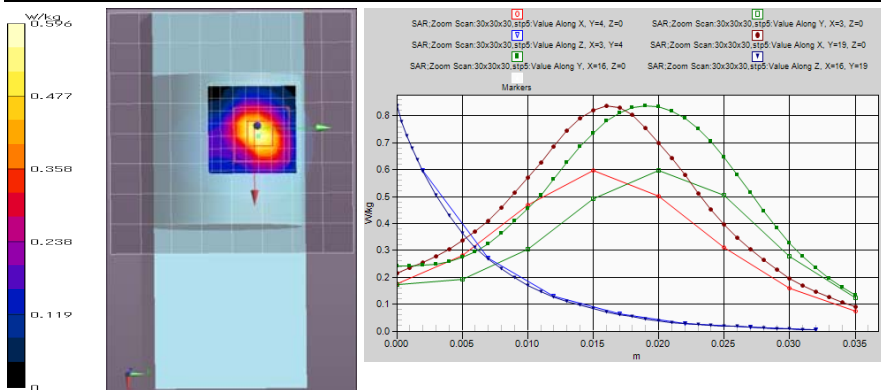 W/kg
0.596
0.477
0.358
0.238
0.119
0
SAR;Zoom Scan:30x30x30,stp5:Value Along X, Y=4, Z=0
SAR;Zoom Scan:30x30x30,stp5:Value Along Y, X=3, Z=0
SAR;Zoom Scan:30x30x30,stp5:Value Along Z, X=3, Y=4
SAR;Zoom Scan:30x30x30,stp5:Value Along X, Y=19, Z=0
SAR;Zoom Scan:30x30x30,stp5:Value Along Y, X=16, Z=0
SAR;Zoom Scan:30x30x30,stp5:Value Along Z, X=16, Y=19
Markers
W/kg
0.8
0.7
0.6
0.5
0.4
0.3
0.2
0.1
0.0
0.000 0.005 0.010 0.015 0.020 0.025 0.030 0.035
m